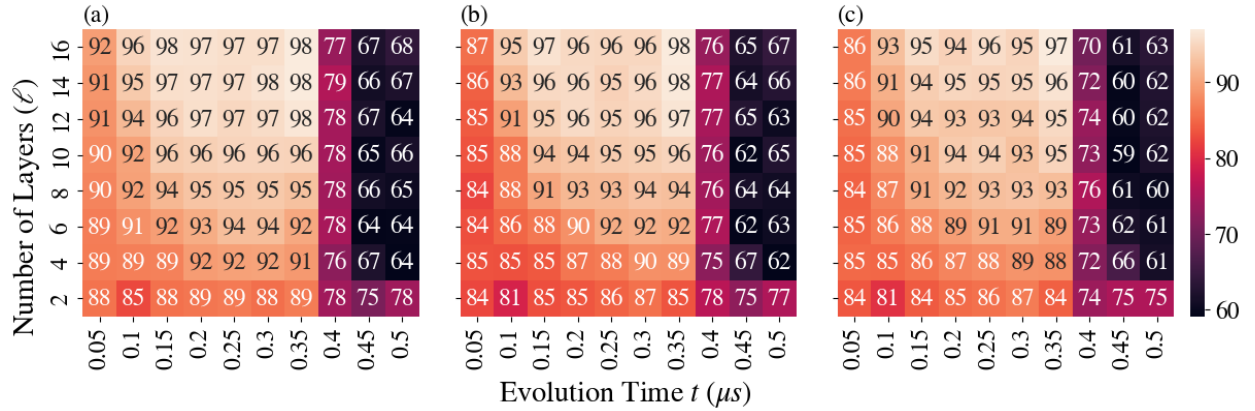 (a) (b) (c)
Number of Layers (ℓ)
16 92 96 98 97 97 97 98 77 67 68 87 95 97 96 96 96 98 76 65 67 86 93 95 94 96 95 97 70 61 63
14 91 95 97 97 97 98 98 79 66 67 86 93 96 96 95 96 98 77 64 66 86 91 94 95 95 95 96 72 60 62
12 91 94 96 97 97 97 98 78 67 64 85 91 95 96 95 96 97 77 65 63 85 90 94 93 93 94 95 74 60 62
10 90 92 96 96 96 96 96 78 65 66 85 88 94 94 95 95 96 76 62 65 85 88 91 94 94 93 95 73 59 62
8 90 92 94 95 95 95 95 78 66 65 84 88 91 93 93 94 94 76 64 64 84 87 91 92 93 93 93 76 61 60
6 89 91 92 93 94 94 92 78 64 64 84 86 88 90 92 92 92 77 62 63 85 86 88 89 91 91 89 73 62 61
4 89 89 89 92 92 92 91 76 67 64 85 85 85 87 88 90 89 75 67 62 85 85 86 87 88 89 88 72 66 61
2 88 85 88 89 89 88 89 78 75 78 84 81 85 85 86 87 85 78 75 77 84 81 84 85 86 87 84 74 75 75
0.05 0.1 0.15 0.2 0.25 0.3 0.35 0.4 0.45 0.5 0.05 0.1 0.15 0.2 0.25 0.3 0.35 0.4 0.45 0.5 0.05 0.1 0.15 0.2 0.25 0.3 0.35 0.4 0.45 0.5
Evolution Time t (μs)
90
80
70
60